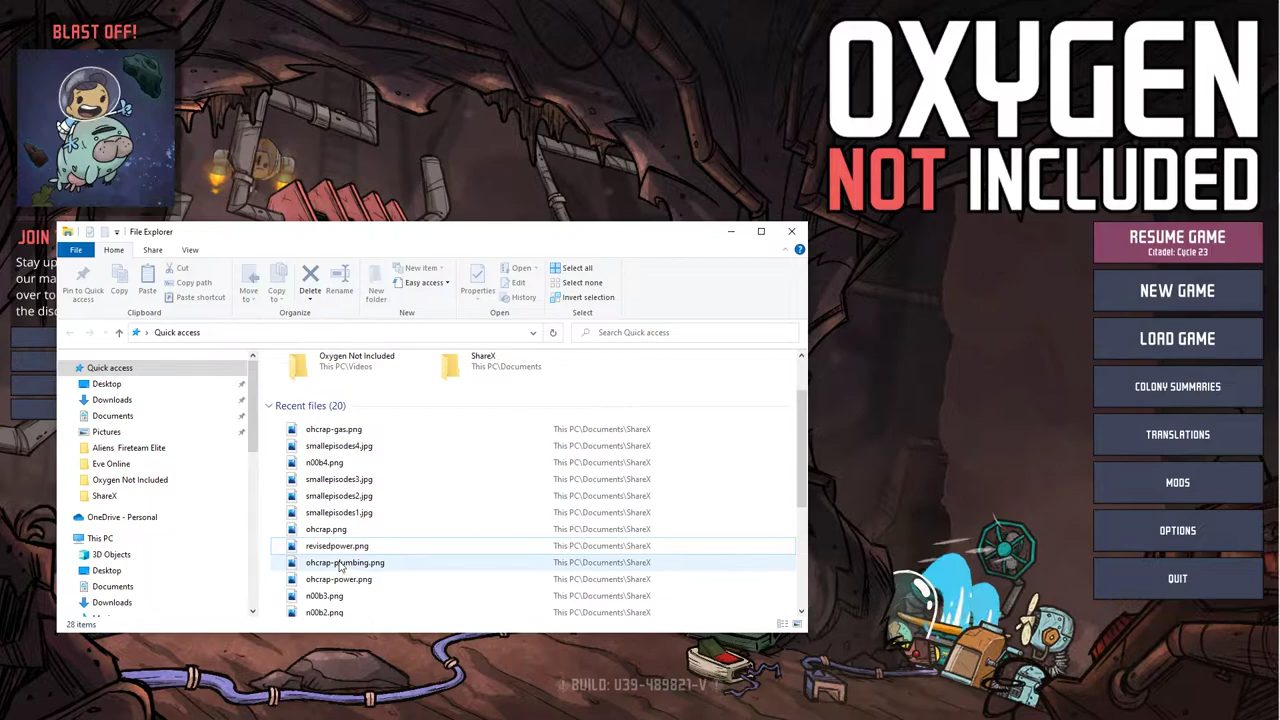 BLAST OFF!
OXYGEN
NOT INCLUDED
JOIN
Stay up
our ma
over to
the disc
RESUME GAME
Citadel: Cycle 23
NEW GAME
LOAD GAME
COLONY SUMMARIES
TRANSLATIONS
MODS
OPTIONS
QUIT
BUILD: U39-489821-V
File Explorer
File
Home
Share
View
Pin to Quick
access
Copy
Paste
Cut
Copy path
Paste shortcut
Clipboard
Move
to
Copy
to
Delete
Rename
Organize
New
folder
New item
Easy access
New
Properties
Open
Edit
History
Open
Select all
Select none
Invert selection
Select
Quick access
Search Quick access
Quick access
Desktop
Downloads
Documents
Pictures
Aliens Fireteam Elite
Eve Online
Oxygen Not Included
ShareX
OneDrive - Personal
This PC
3D Objects
Desktop
Documents
Downloads
Oxygen Not Included
This PC\Videos
ShareX
This PC\Documents
Recent files (20)
ohcrap-gas.png This PC\Documents\ShareX
smallepisodes4.jpg This PC\Documents\ShareX
n00b4.png This PC\Documents\ShareX
smallepisodes3.jpg This PC\Documents\ShareX
smallepisodes2.jpg This PC\Documents\ShareX
smallepisodes1.jpg This PC\Documents\ShareX
ohcrap.png This PC\Documents\ShareX
revisedpower.png This PC\Documents\ShareX
ohcrap-plumbing.png This PC\Documents\ShareX
ohcrap-power.png This PC\Documents\ShareX
n00b3.png This PC\Documents\ShareX
n00b2.png This PC\Documents\ShareX
28 items